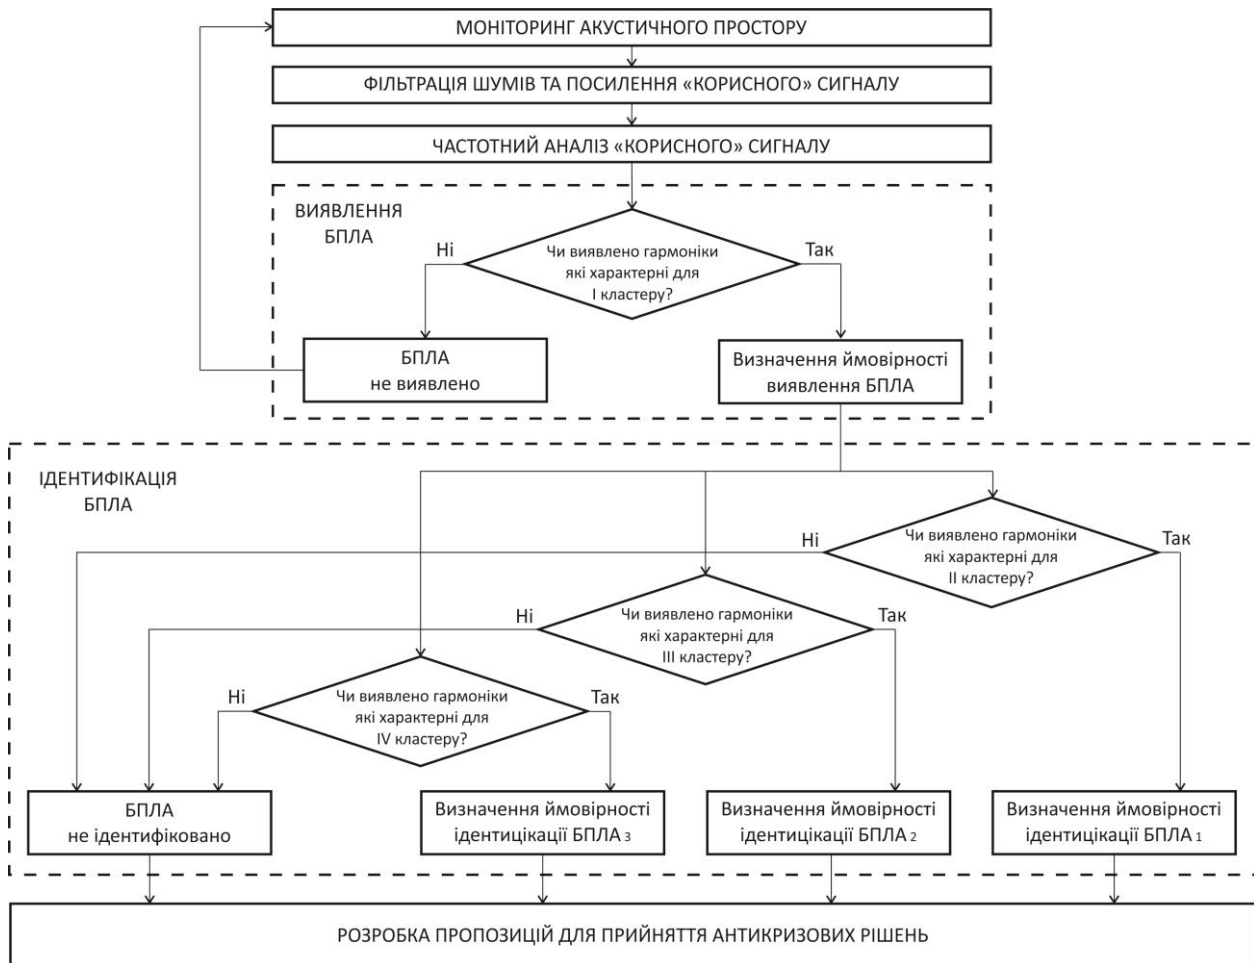 МОНІТОРИНГ АКУСТИЧНОГО ПРОСТОРУ
ФІЛЬТРАЦІЯ ШУМІВ ТА ПОСИЛЕННЯ «КОРИСНОГО» СИГНАЛУ
ЧАСТОТНИЙ АНАЛІЗ «КОРИСНОГО» СИГНАЛУ
ВИЯВЛЕННЯ
БПЛА
Ні
Чи виявлено гармоніки
які характерні для
І кластеру?
Так
БПЛА
не виявлено
Визначення ймовірності
виявлення БПЛА
ІДЕНТИФІКАЦІЯ
БПЛА
Ні
Чи виявлено гармоніки
які характерні для
ІІ кластеру?
Так
Ні
Чи виявлено гармоніки
які характерні для
ІІІ кластеру?
Так
Ні
Чи виявлено гармоніки
які характерні для
IV кластеру?
Так
БПЛА
не ідентифіковано
Визначення ймовірності
ідентицікації БПЛА 3
Визначення ймовірності
ідентицікації БПЛА 2
Визначення ймовірності
ідентицікації БПЛА 1
РОЗРОБКА ПРОПОЗИЦІЙ ДЛЯ ПРИЙНЯТТЯ АНТИКРИЗОВИХ РІШЕНЬ